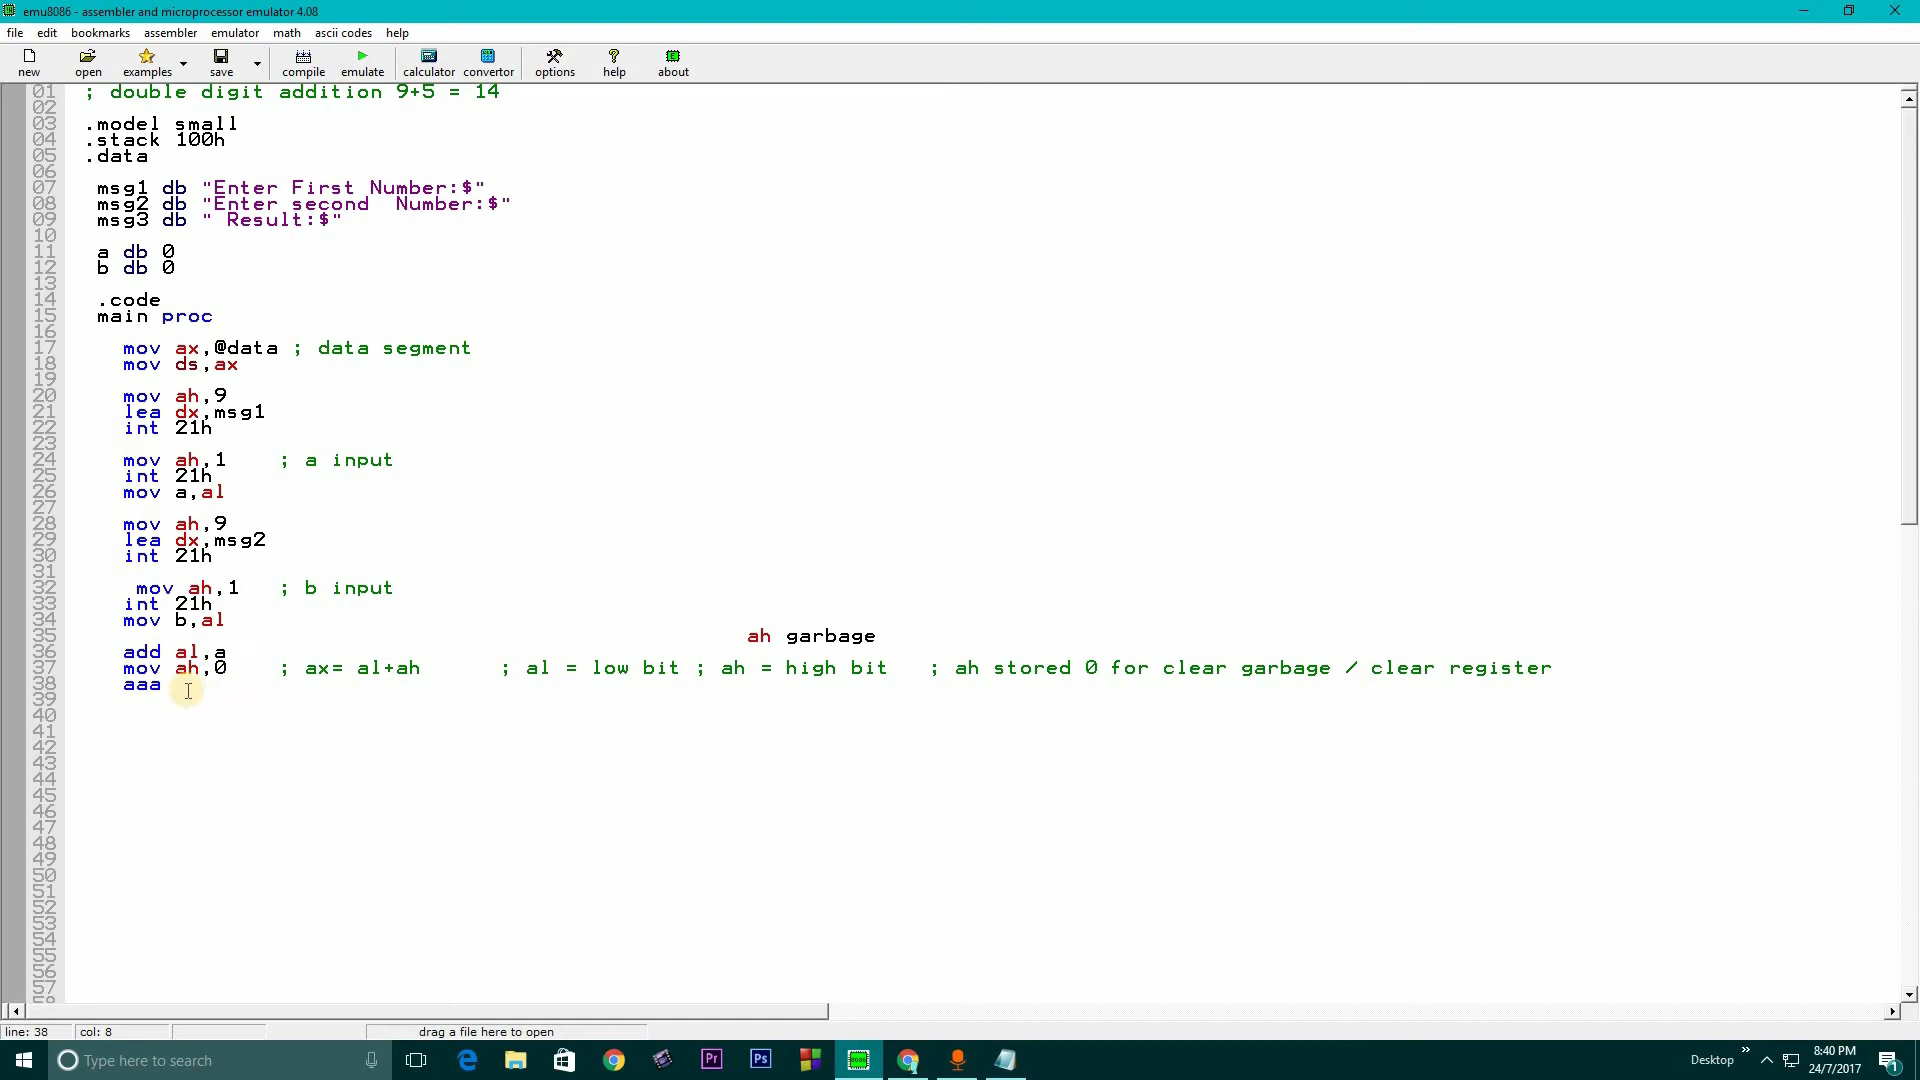 emu8086 - assembler and microprocessor emulator 4.08
file edit bookmarks assembler emulator math ascii codes help
new open examples save compile emulate calculator convertor options help about
01 ; double digit addition 9+5 = 14
02
03 .model small
04 .stack 100h
05 .data
06
07 msg1 db "Enter First Number:$"
08 msg2 db "Enter second  Number:$"
09 msg3 db " Result:$"
10
11 a db 0
12 b db 0
13
14 .code
15 main proc
16
17 mov ax,@data ; data segment
18 mov ds,ax
19
20 mov ah,9
21 lea dx,msg1
22 int 21h
23
24 mov ah,1 ; a input
25 int 21h
26 mov a,al
27
28 mov ah,9
29 lea dx,msg2
30 int 21h
31
32 mov ah,1 ; b input
33 int 21h
34 mov b,al
35 ah garbage
36 add al,a
37 mov ah,0 ; ax= al+ah ; al = low bit ; ah = high bit ; ah stored 0 for clear garbage / clear register
38 aaa
39
40
41
42
43
44
45
46
47
48
49
50
51
52
53
54
55
56
57
line: 38 col: 8 drag a file here to open
Type here to search Desktop 8:40 PM
24/7/2017